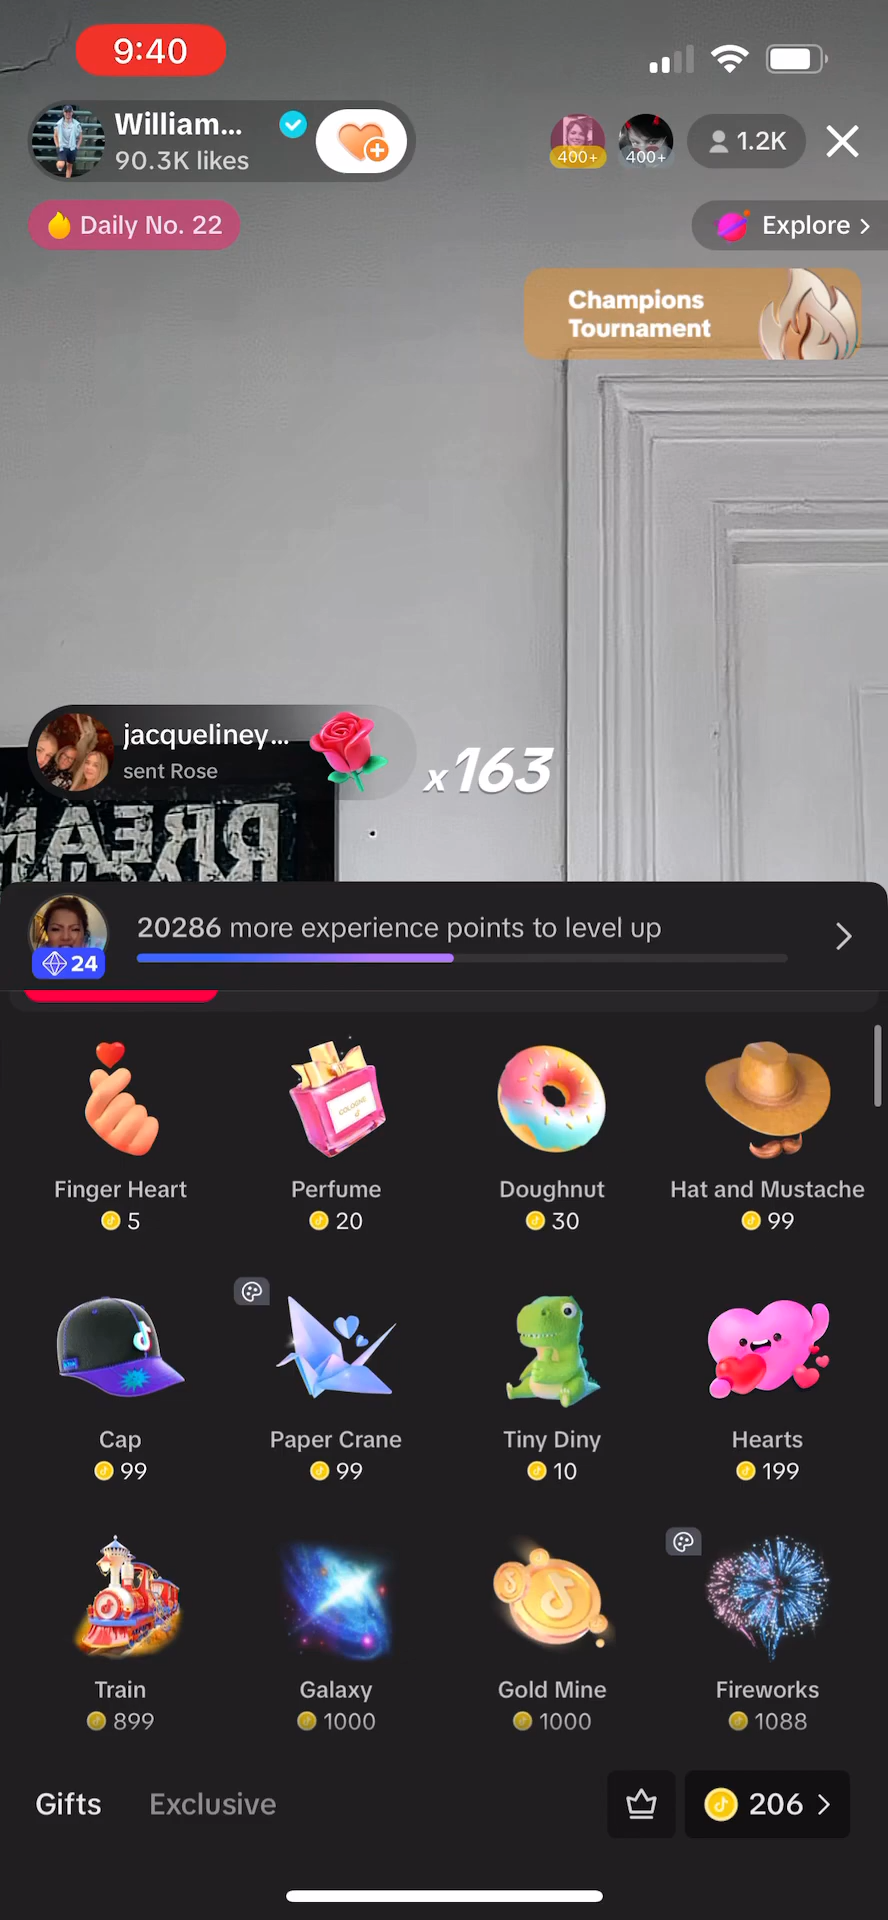 9:40
William...
90.3K likes
400+
400+
1.2K
Daily No. 22
Explore >
Champions
Tournament
jacqueliney...
sent Rose
x163
DREAM
20286 more experience points to level up
24
COLOGNE
Finger Heart
5
Perfume
20
Doughnut
30
Hat and Mustache
99
Cap
99
Paper Crane
99
Tiny Diny
10
Hearts
199
Train
899
Galaxy
1000
Gold Mine
1000
Fireworks
1088
Gifts
Exclusive
206 >